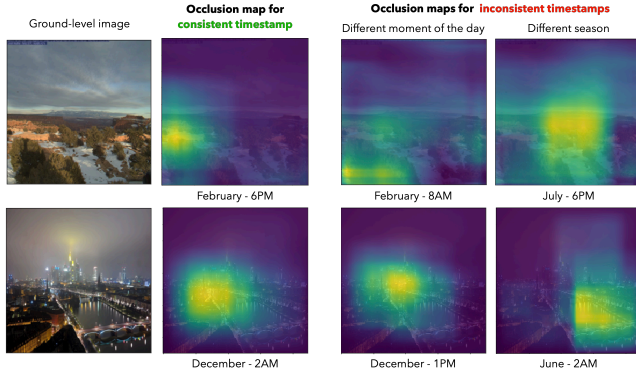 Ground-level image
Occlusion map for
consistent timestamp
Occlusion maps for inconsistent timestamps
Different moment of the day
Different season
February - 6PM
February - 8AM
July - 6PM
December - 2AM
December - 1PM
June - 2AM